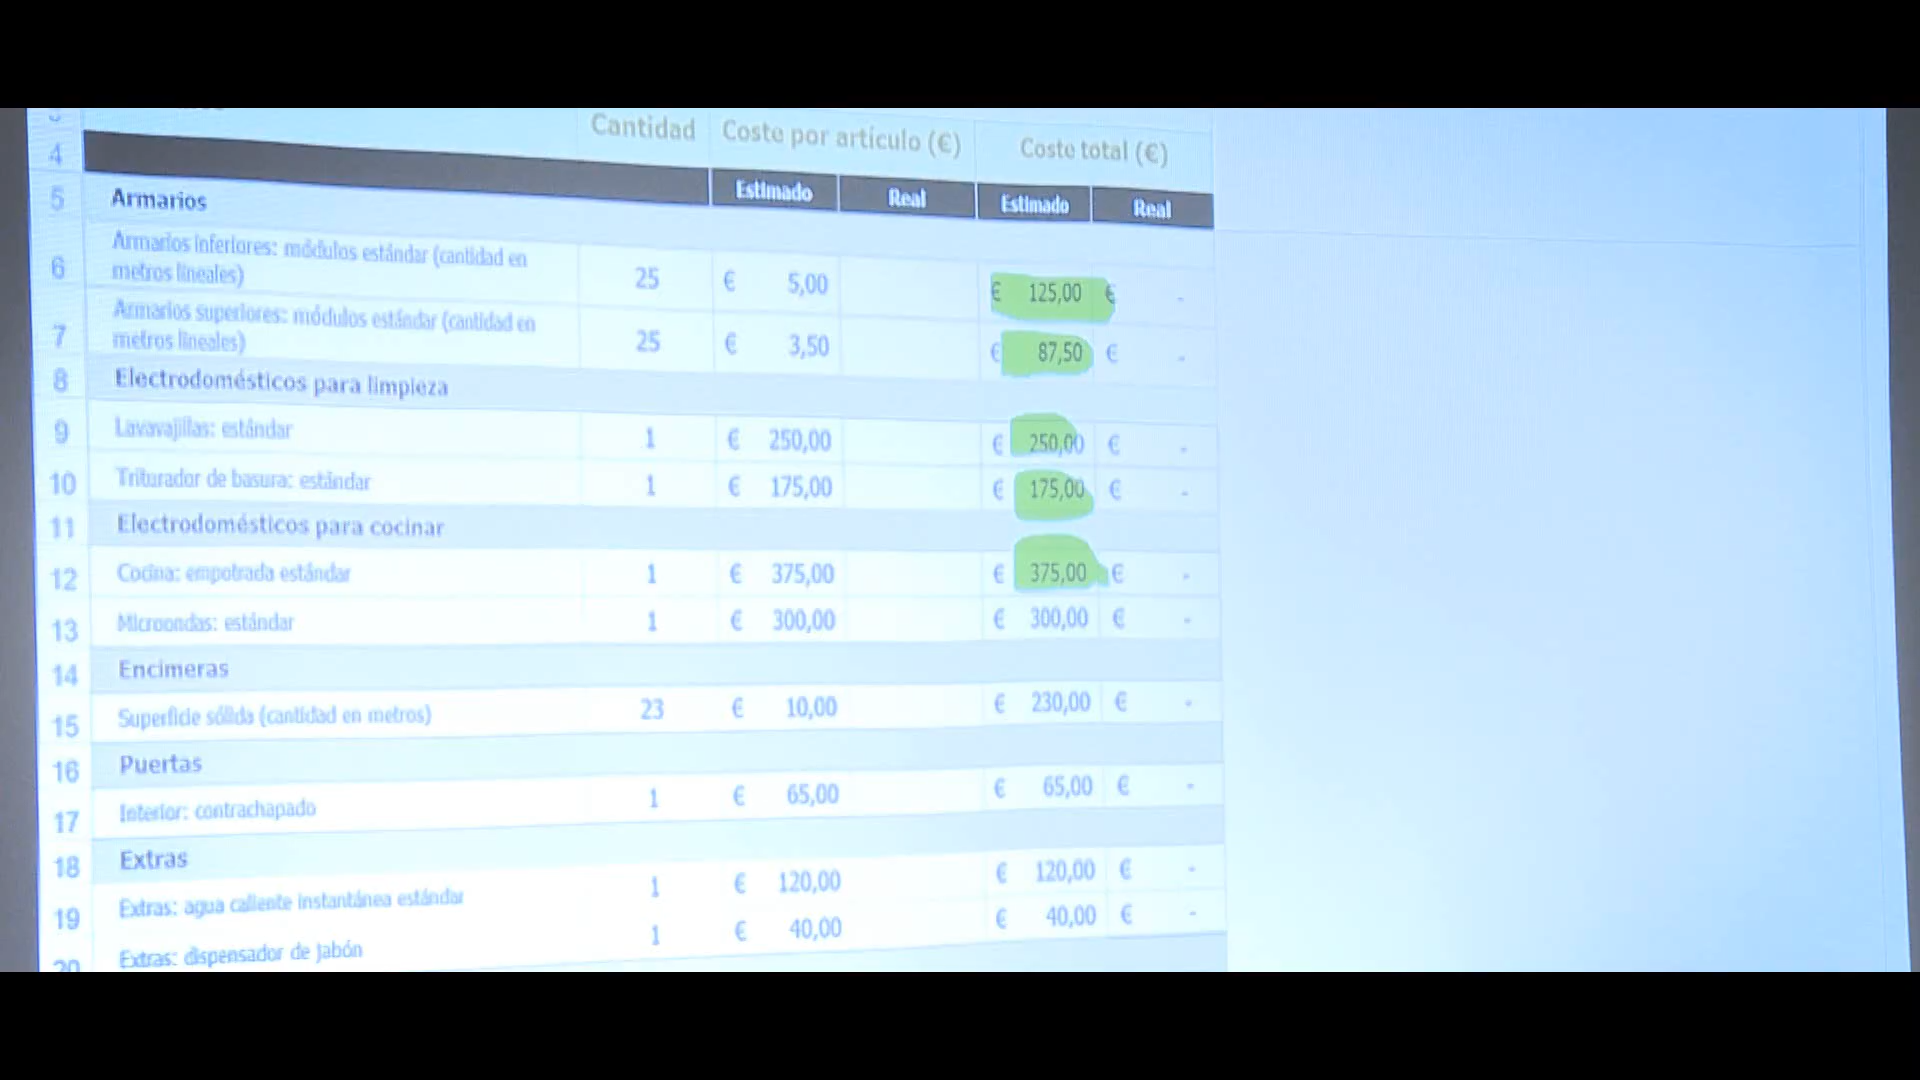 Cantidad Coste por artículo (€) Coste total (€)
4 Estimado Real Estimado Real
5 Armarios
6 Armarios inferiores: módulos estándar (cantidad en
metros lineales) 25 € 5,00 € 125,00 € -
7 Armarios superiores: módulos estándar (cantidad en
metros lineales) 25 € 3,50 € 87,50 € -
8 Electrodomésticos para limpieza
9 Lavavajillas: estándar 1 € 250,00 € 250,00 € -
10 Triturador de basura: estándar 1 € 175,00 € 175,00 € -
11 Electrodomésticos para cocinar
12 Cocina: empotrada estándar 1 € 375,00 € 375,00 € -
13 Microondas: estándar 1 € 300,00 € 300,00 € -
14 Encimeras
15 Superficie sólida (cantidad en metros) 23 € 10,00 € 230,00 € -
16 Puertas
17 Interior: contrachapado 1 € 65,00 € 65,00 € -
18 Extras
19 Extras: agua caliente instantánea estándar 1 € 120,00 € 120,00 € -
20 Extras: dispensador de jabón 1 € 40,00 € 40,00 € -